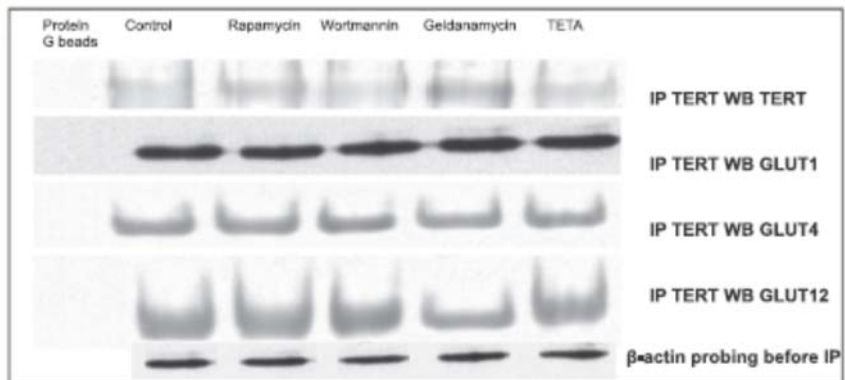 Protein
G beads
Control
Rapamycin
Wortmannin
Geldanamycin
TETA
IP TERT WB TERT
IP TERT WB GLUT1
IP TERT WB GLUT4
IP TERT WB GLUT12
β-actin probing before IP